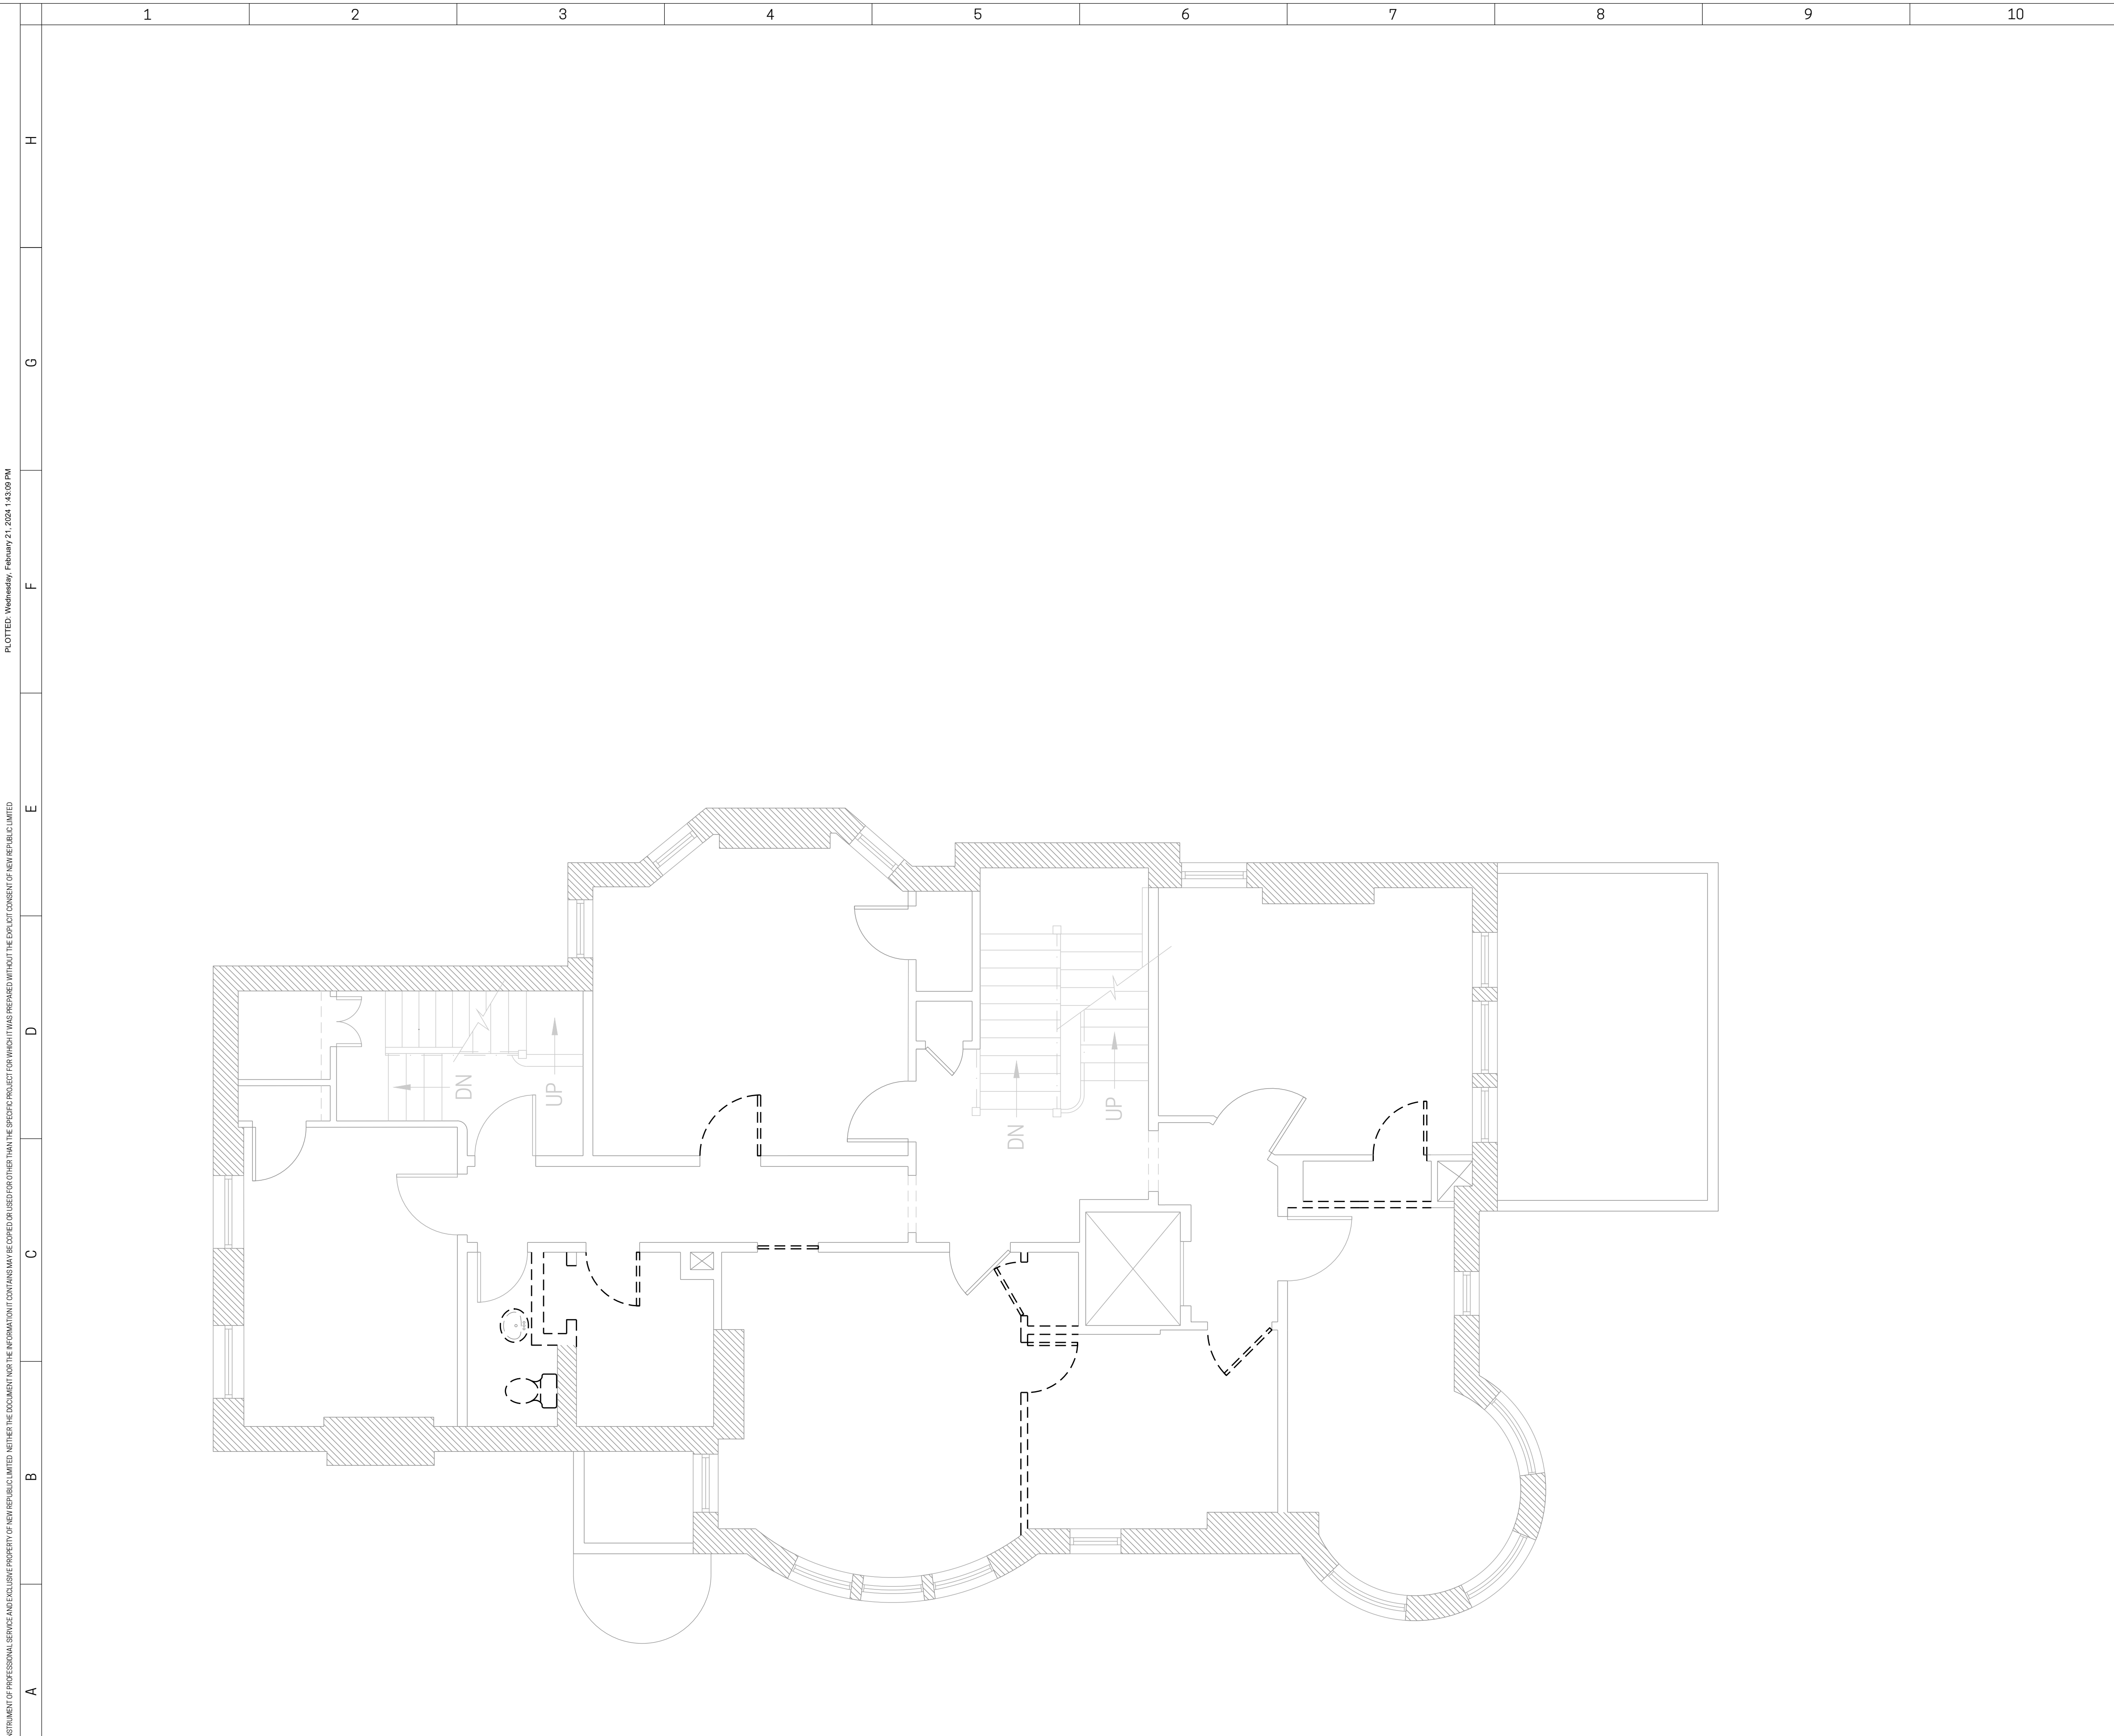 1 2 3 4 5 6 7 8 9 10
H
G
F
E
D
C
B
A
PLOTTED: Wednesday, February 21, 2024 1:43:09 PM
NSTRUMENT OF PROFESSIONAL SERVICE AND EXCLUSIVE PROPERTY OF NEW REPUBLIC LIMITED. NEITHER THE DOCUMENT NOR THE INFORMATION IT CONTAINS MAY BE COPIED OR USED FOR OTHER THAN THE SPECIFIC PROJECT FOR WHICH IT WAS PREPARED WITHOUT THE EXPLICIT CONSENT OF NEW REPUBLIC LIMITED
DN
UP
DN
UP